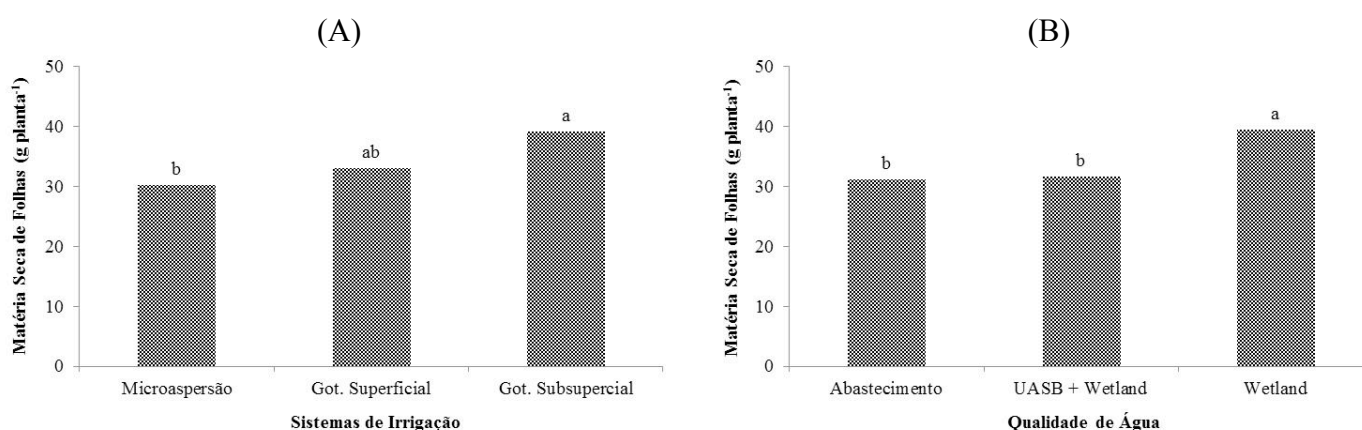 (A)
Matéria Seca de Folhas (g planta⁻¹)
50
40
30
20
10
0
b
ab
a
Microaspersão
Got. Superficial
Got. Subsupercial
Sistemas de Irrigação
(B)
Matéria Seca de Folhas (g planta⁻¹)
50
40
30
20
10
0
b
b
a
Abastecimento
UASB + Wetland
Wetland
Qualidade de Água